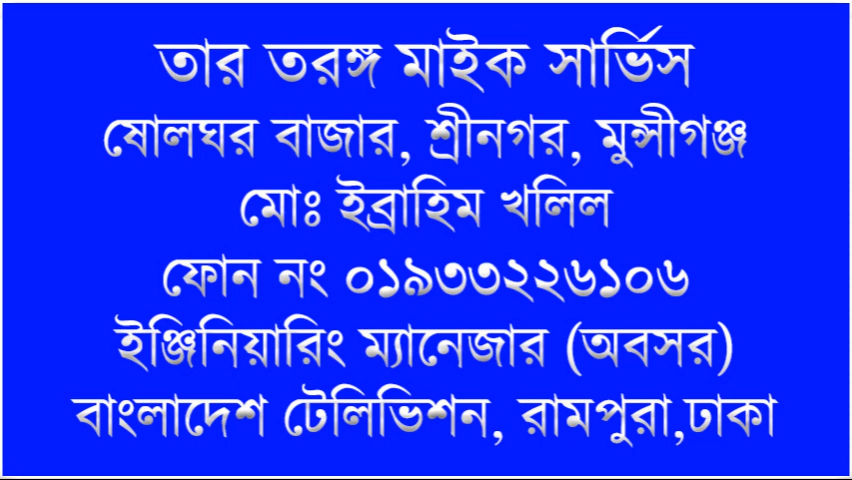 তার তরঙ্গ মাইক সার্ভিস
ষোলঘর বাজার, শ্রীনগর, মুন্সীগঞ্জ
মোঃ ইব্রাহিম খলিল
ফোন নং ০১৯৩৩২২৬১০৬
ইঞ্জিনিয়ারিং ম্যানেজার (অবসর)
বাংলাদেশ টেলিভিশন, রামপুরা,ঢাকা